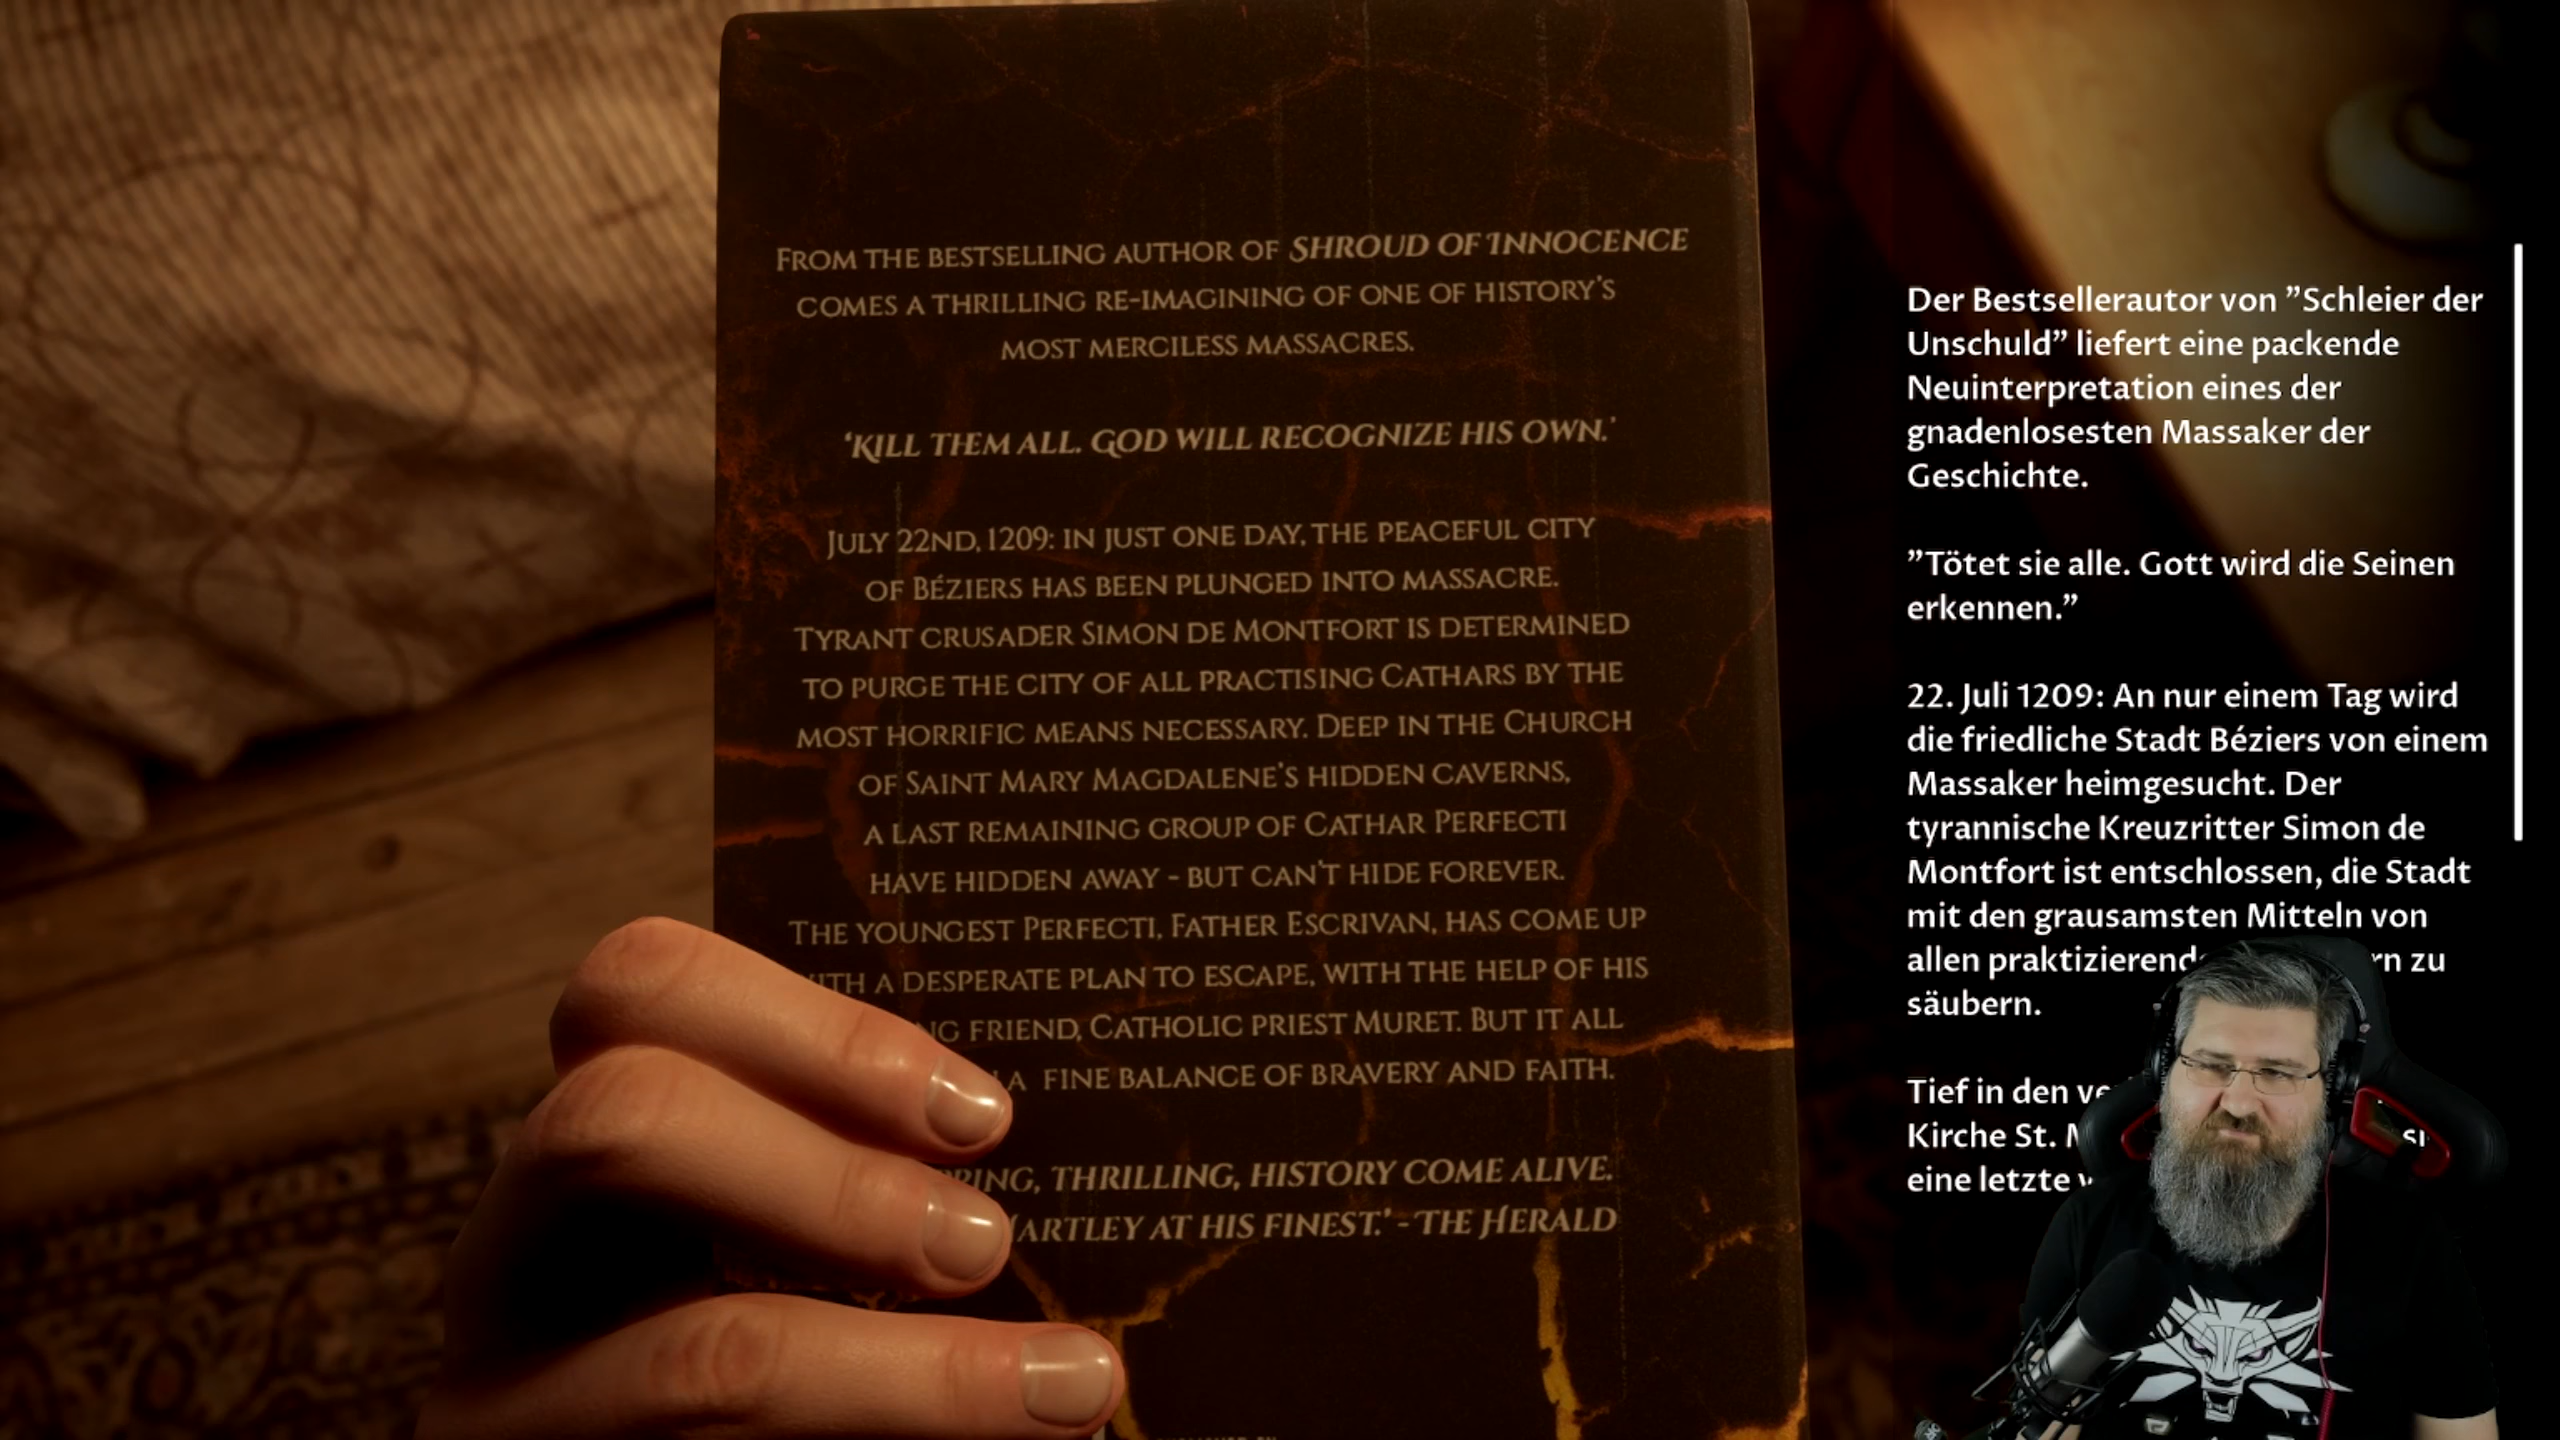 FROM THE BESTSELLING AUTHOR OF SHROUD OF INNOCENCE
COMES A THRILLING RE-IMAGINING OF ONE OF HISTORY'S
MOST MERCILESS MASSACRES.
'KILL THEM ALL. GOD WILL RECOGNIZE HIS OWN.'
JULY 22ND, 1209: IN JUST ONE DAY, THE PEACEFUL CITY
OF BÉZIERS HAS BEEN PLUNGED INTO MASSACRE.
TYRANT CRUSADER SIMON DE MONTFORT IS DETERMINED
TO PURGE THE CITY OF ALL PRACTISING CATHARS BY THE
MOST HORRIFIC MEANS NECESSARY. DEEP IN THE CHURCH
OF SAINT MARY MAGDALENE'S HIDDEN CAVERNS,
A LAST REMAINING GROUP OF CATHAR PERFECTI
HAVE HIDDEN AWAY - BUT CAN'T HIDE FOREVER.
THE YOUNGEST PERFECTI, FATHER ESCRIVAN, HAS COME UP
A DESPERATE PLAN TO ESCAPE, WITH THE HELP OF HIS
FRIEND, CATHOLIC PRIEST MURET. BUT IT ALL
A FINE BALANCE OF BRAVERY AND FAITH.
THRILLING, HISTORY COME ALIVE.
HARTLEY AT HIS FINEST.' - THE HERALD
Der Bestsellerautor von "Schleier der
Unschuld" liefert eine packende
Neuinterpretation eines der
gnadenlosesten Massaker der
Geschichte.
"Tötet sie alle. Gott wird die Seinen
erkennen."
22. Juli 1209: An nur einem Tag wird
die friedliche Stadt Béziers von einem
Massaker heimgesucht. Der
tyrannische Kreuzritter Simon de
Montfort ist entschlossen, die Stadt
mit den grausamsten Mitteln von
allen zu
säubern.
Tief in den
Kirche St.
eine letzte